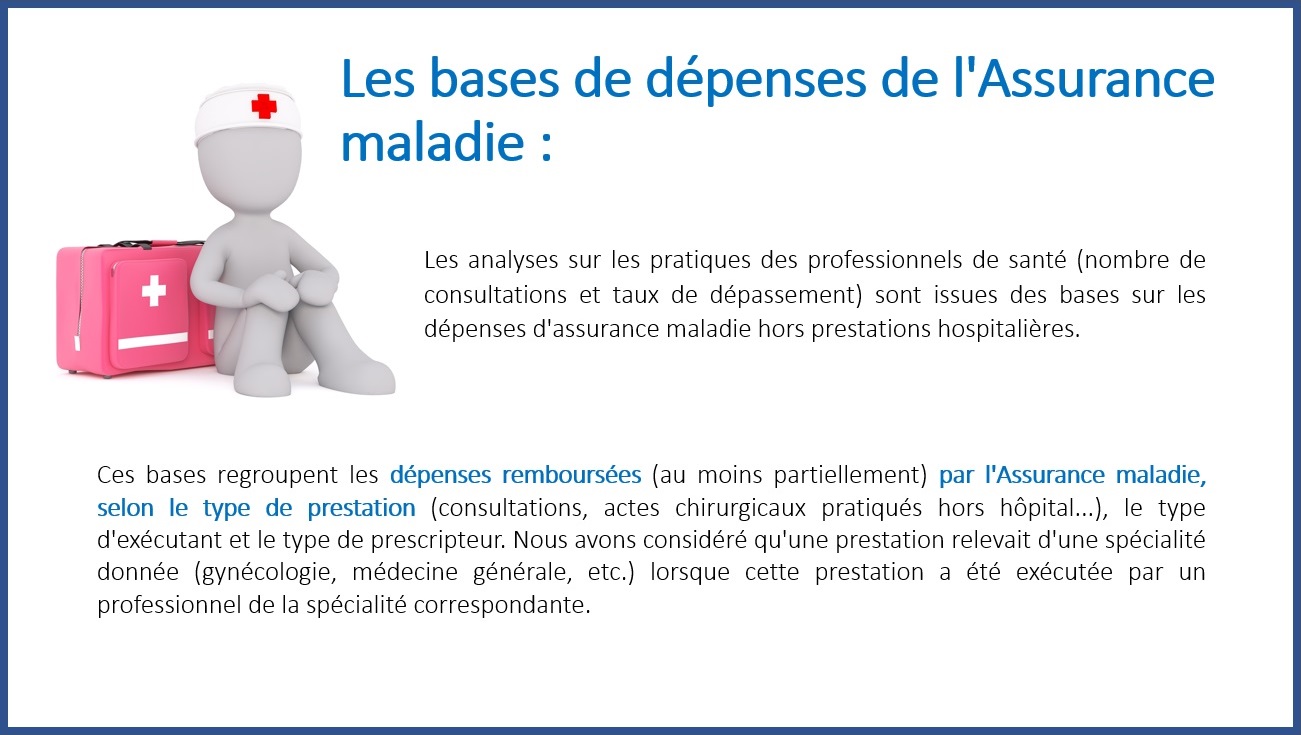 Les bases de dépenses de l'Assurance
maladie :
Les analyses sur les pratiques des professionnels de santé (nombre de
consultations et taux de dépassement) sont issues des bases sur les
dépenses d'assurance maladie hors prestations hospitalières.
Ces bases regroupent les dépenses remboursées (au moins partiellement) par l'Assurance maladie,
selon le type de prestation (consultations, actes chirurgicaux pratiqués hors hôpital...), le type
d'exécutant et le type de prescripteur. Nous avons considéré qu'une prestation relevait d'une spécialité
donnée (gynécologie, médecine générale, etc.) lorsque cette prestation a été exécutée par un
professionnel de la spécialité correspondante.